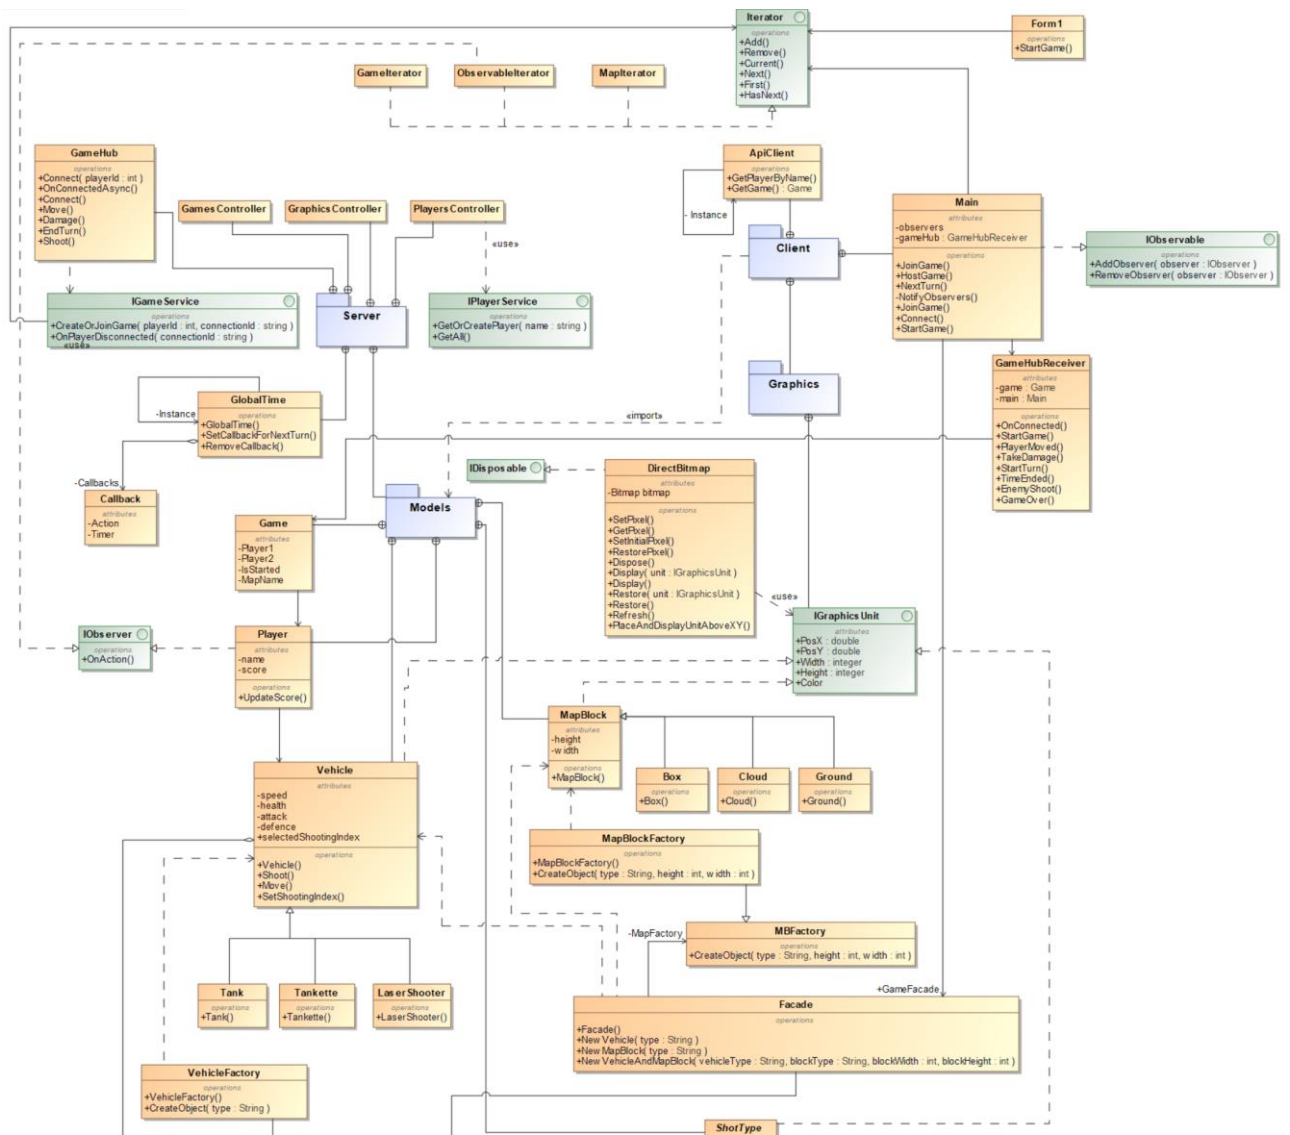 Iterator
operations
+Add()
+Remove()
+Current()
+Next()
+First()
+HasNext()
Form1
operations
+StartGame()
GameIterator
ObservableIterator
MapIterator
GameHub
operations
+Connect( playerId : int )
+OnConnectedAsync()
+Connect()
+Move()
+Damage()
+EndTurn()
+Shoot()
Games Controller
Graphics Controller
Players Controller
«use»
ApiClient
operations
+GetPlayerByName()
+GetGame() : Game
- Instance
Client
Main
attributes
-observers
-gameHub : GameHubReceiver
operations
+JoinGame()
+HostGame()
+NextTurn()
-NotifyObservers()
+JoinGame()
+Connect()
+StartGame()
IObservable
operations
+AddObserver( observer : IObserver )
+RemoveObserver( observer : IObserver )
IGameService
operations
+CreateOrJoinGame( playerId : int, connectionId : string )
+OnPlayerDisconnected( connectionId : string )
«use»
Server
IPlayerService
operations
+GetOrCreatePlayer( name : string )
+GetAll()
Graphics
GameHubReceiver
attributes
-game : Game
-main : Main
operations
+OnConnected()
+StartGame()
+PlayerMoved()
+TakeDamage()
+StartTurn()
+TimeEnded()
+EnemyShoot()
+GameOver()
-Instance
GlobalTime
operations
+GlobalTime()
+SetCallbackForNextTurn()
+RemoveCallback()
«import»
-Callbacks
Callback
attributes
-Action
-Timer
IDisposable
DirectBitmap
attributes
-Bitmap bitmap
operations
+SetPixel()
+GetPixel()
+SetInitialPixel()
+RestorePixel()
+Dispose()
+Display( unit : IGraphicsUnit )
+Display()
+Restore( unit : IGraphicsUnit )
+Restore()
+Refresh()
+PlaceAndDisplayUnitAboveXY()
«use»
Models
Game
attributes
-Player1
-Player2
-IsStarted
-MapName
IGraphicsUnit
attributes
+PosX : double
+PosY : double
+Width : integer
+Height : integer
+Color
IObserver
operations
+OnAction()
Player
attributes
-name
-score
operations
+UpdateScore()
MapBlock
attributes
-height
-width
operations
+MapBlock()
Box
operations
+Box()
Cloud
operations
+Cloud()
Ground
operations
+Ground()
Vehicle
attributes
-speed
-health
-attack
-defence
+selectedShootingIndex
operations
+Vehicle()
+Shoot()
+Move()
+SetShootingIndex()
MapBlockFactory
operations
+MapBlockFactory()
+CreateObject( type : String, height : int, width : int )
-MapFactory
MBFactory
operations
+CreateObject( type : String, height : int, width : int )
Tank
operations
+Tank()
Tankette
operations
+Tankette()
LaserShooter
operations
+LaserShooter()
+GameFacade
Facade
operations
+Facade()
+New Vehicle( type : String )
+New MapBlock( type : String )
+New VehicleAndMapBlock( vehicleType : String, blockType : String, blockWidth : int, blockHeight : int )
VehicleFactory
operations
+VehicleFactory()
+CreateObject( type : String )
ShotType